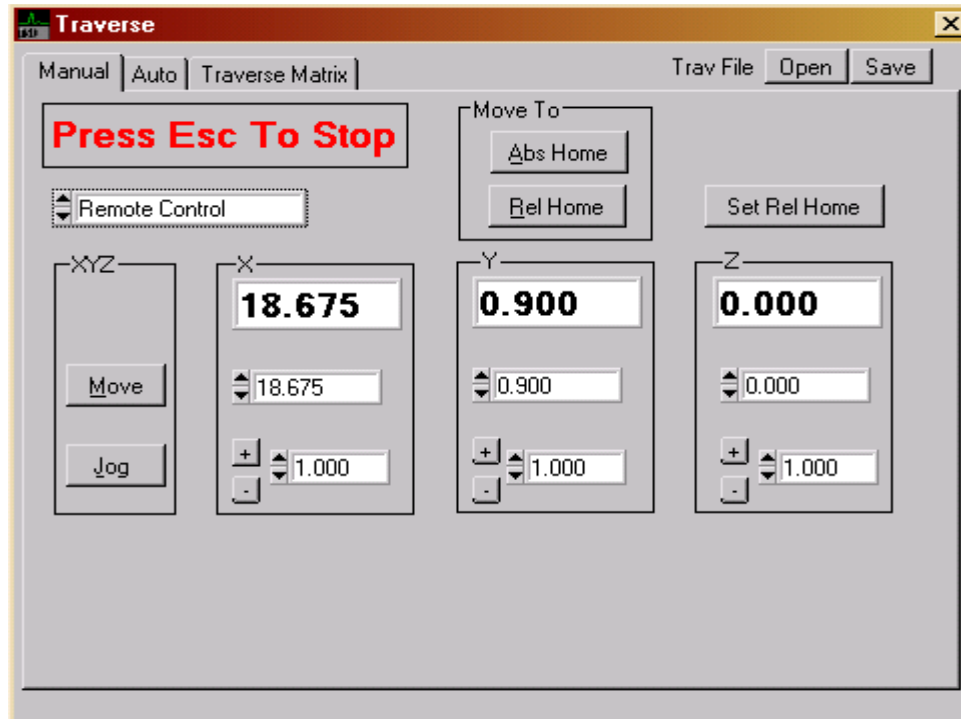 Traverse
Manual Auto Traverse Matrix Trav File Open Save
Press Esc To Stop
Move To
Abs Home
Remote Control
Rel Home Set Rel Home
XYZ X Y Z
18.675 0.900 0.000
Move 18.675 0.900 0.000
Jog + 1.000 + 1.000 + 1.000
- - -